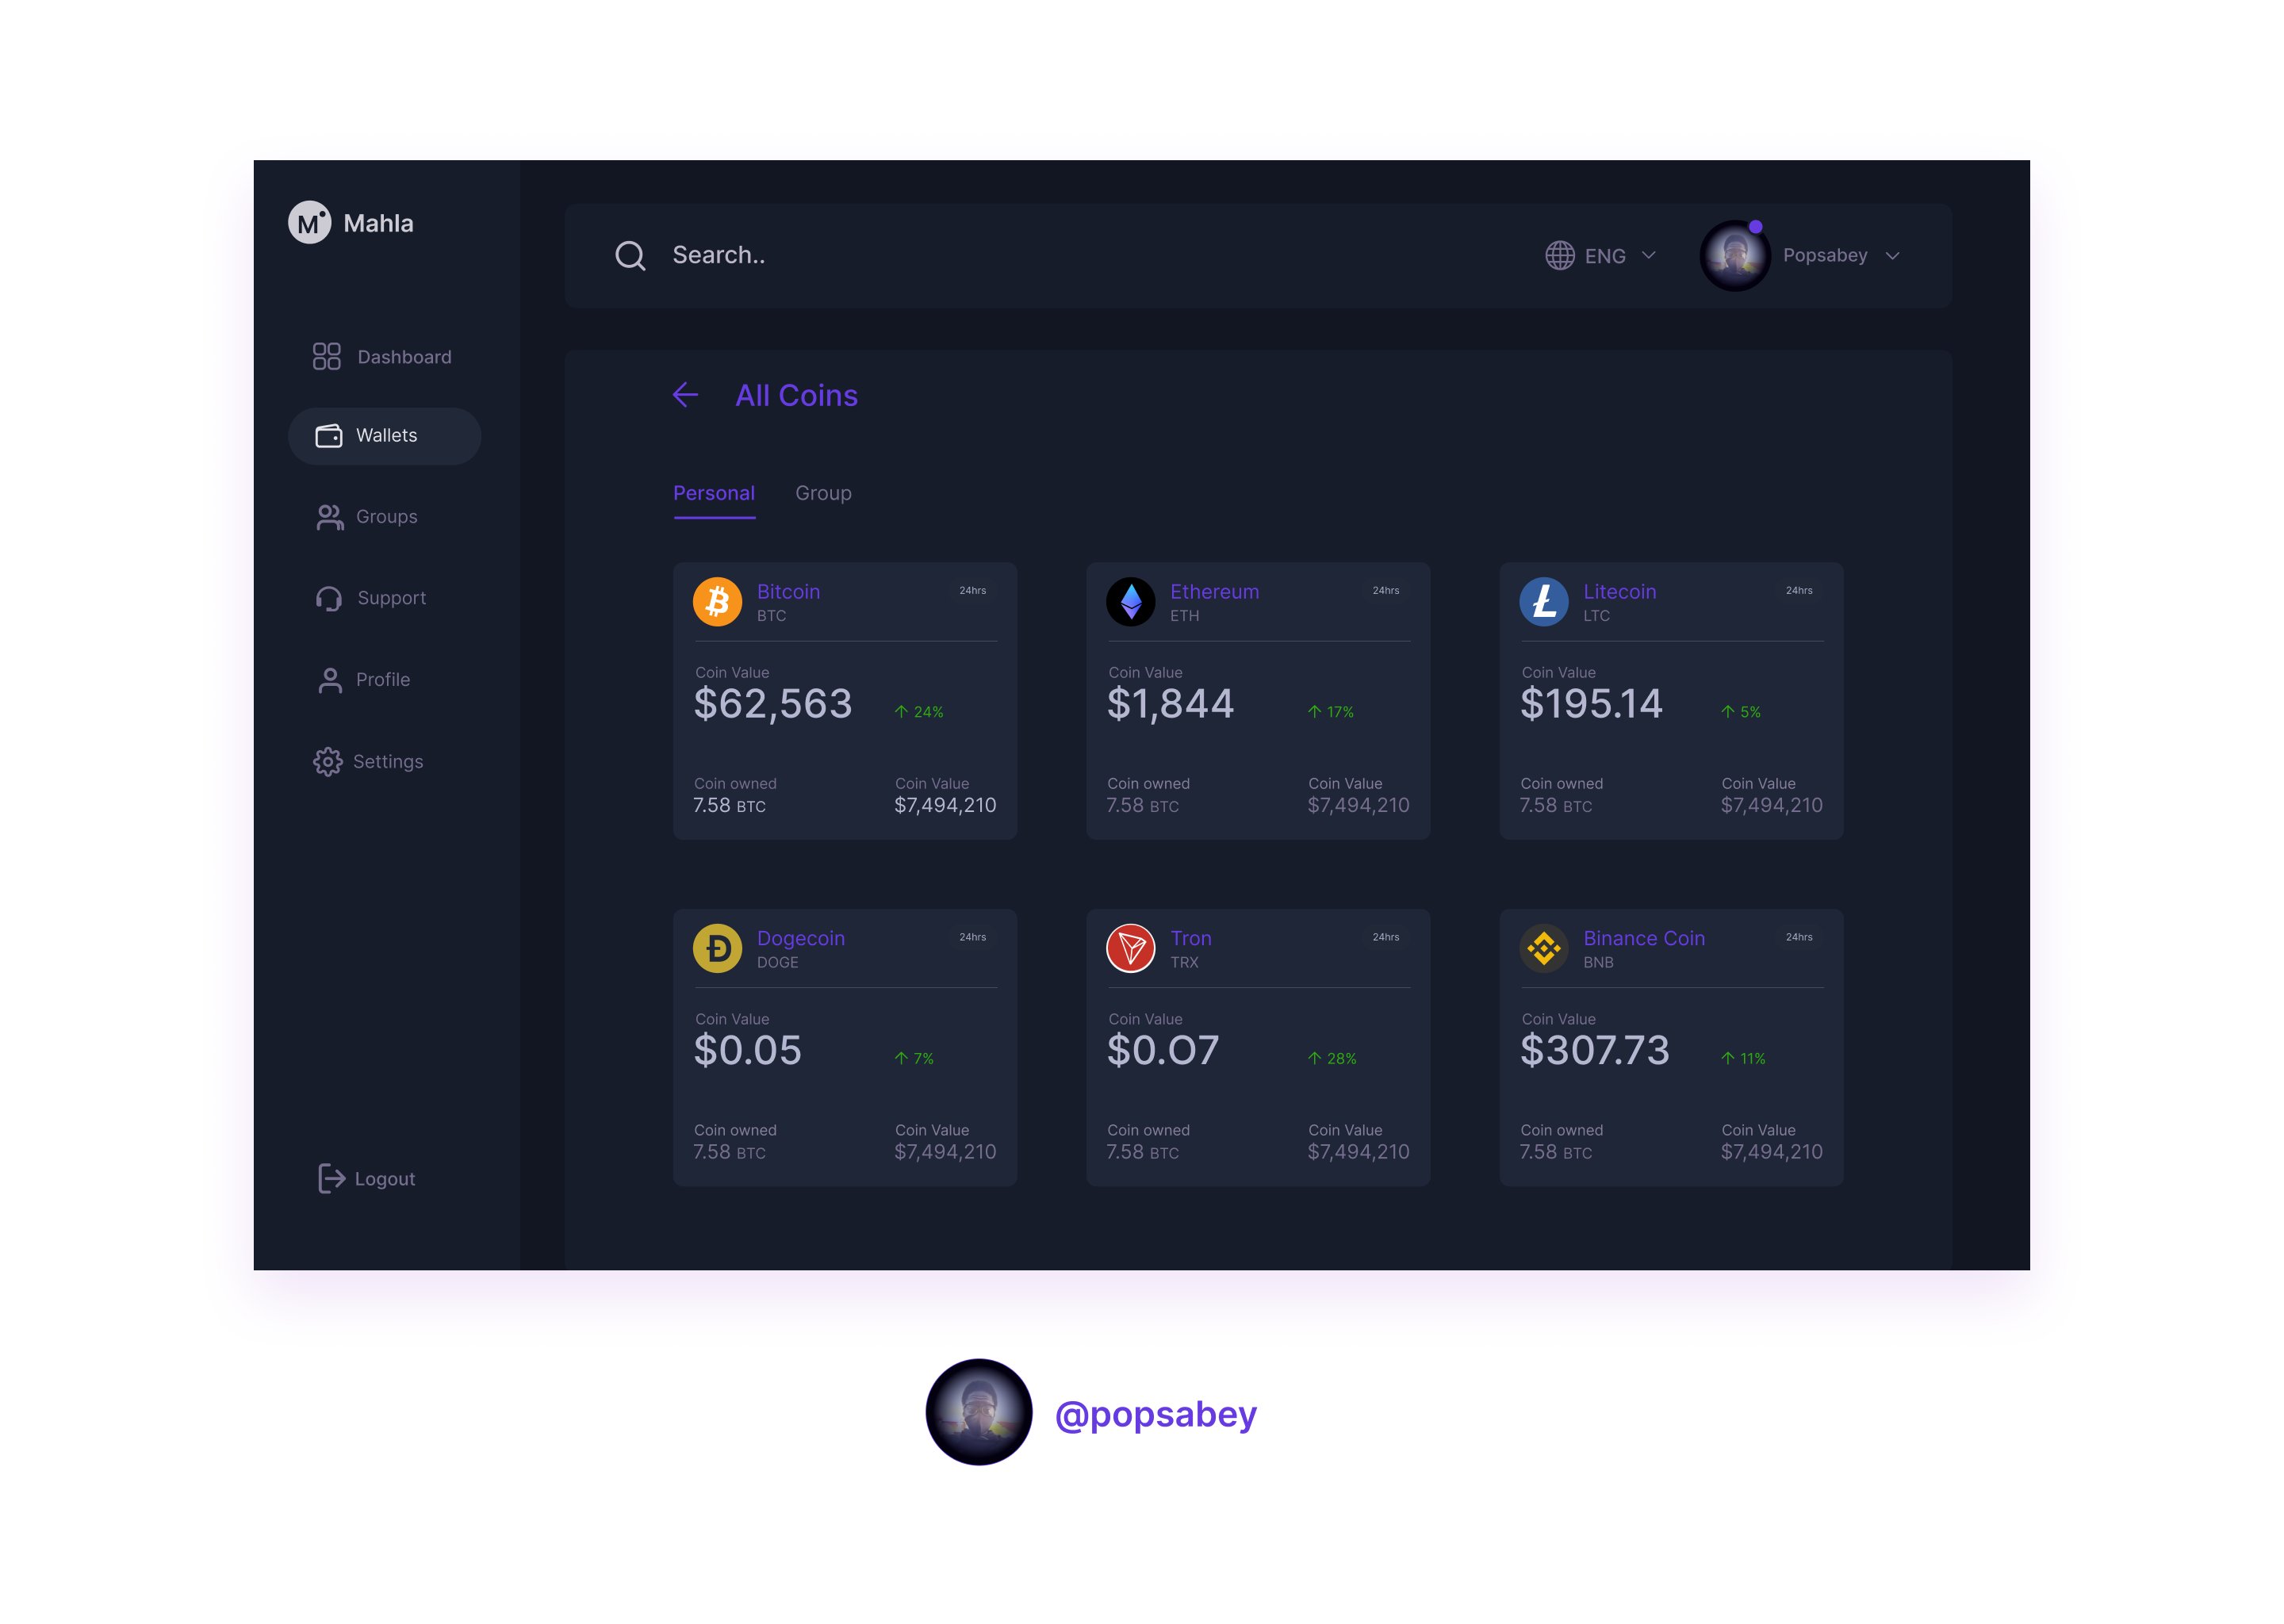 M Mahla
Search..
ENG
Popsabey
Dashboard
Wallets
Groups
Support
Profile
Settings
Logout
All Coins
Personal Group
Bitcoin 24hrs
BTC
Coin Value
$62,563 24%
Coin owned Coin Value
7.58 BTC $7,494,210
Ethereum 24hrs
ETH
Coin Value
$1,844 17%
Coin owned Coin Value
7.58 BTC $7,494,210
Litecoin 24hrs
LTC
Coin Value
$195.14 5%
Coin owned Coin Value
7.58 BTC $7,494,210
Dogecoin 24hrs
DOGE
Coin Value
$0.05 7%
Coin owned Coin Value
7.58 BTC $7,494,210
Tron 24hrs
TRX
Coin Value
$0.O7 28%
Coin owned Coin Value
7.58 BTC $7,494,210
Binance Coin 24hrs
BNB
Coin Value
$307.73 11%
Coin owned Coin Value
7.58 BTC $7,494,210
@popsabey